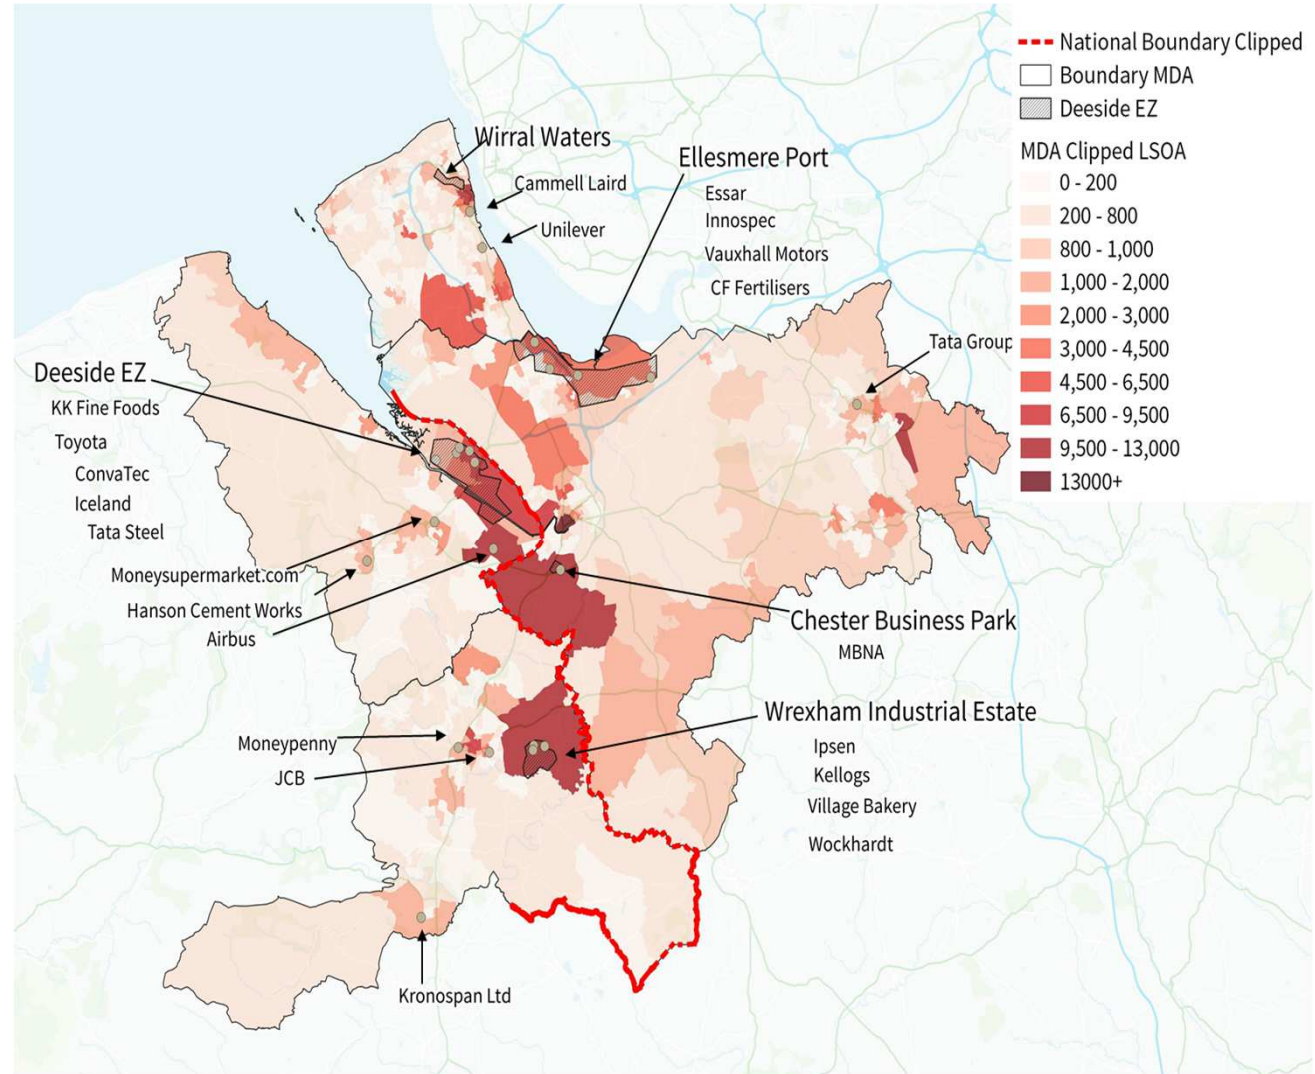 National Boundary Clipped
Boundary MDA
Deeside EZ
MDA Clipped LSOA
0 - 200
200 - 800
800 - 1,000
1,000 - 2,000
2,000 - 3,000
3,000 - 4,500
4,500 - 6,500
6,500 - 9,500
9,500 - 13,000
13000+
Wirral Waters
Cammell Laird
Unilever
Ellesmere Port
Essar
Innospec
Vauxhall Motors
CF Fertilisers
Tata Group
Deeside EZ
KK Fine Foods
Toyota
ConvaTec
Iceland
Tata Steel
Moneysupermarket.com
Hanson Cement Works
Airbus
Chester Business Park
MBNA
Wrexham Industrial Estate
Ipsen
Kellogs
Village Bakery
Wockhardt
Moneypenny
JCB
Kronospan Ltd